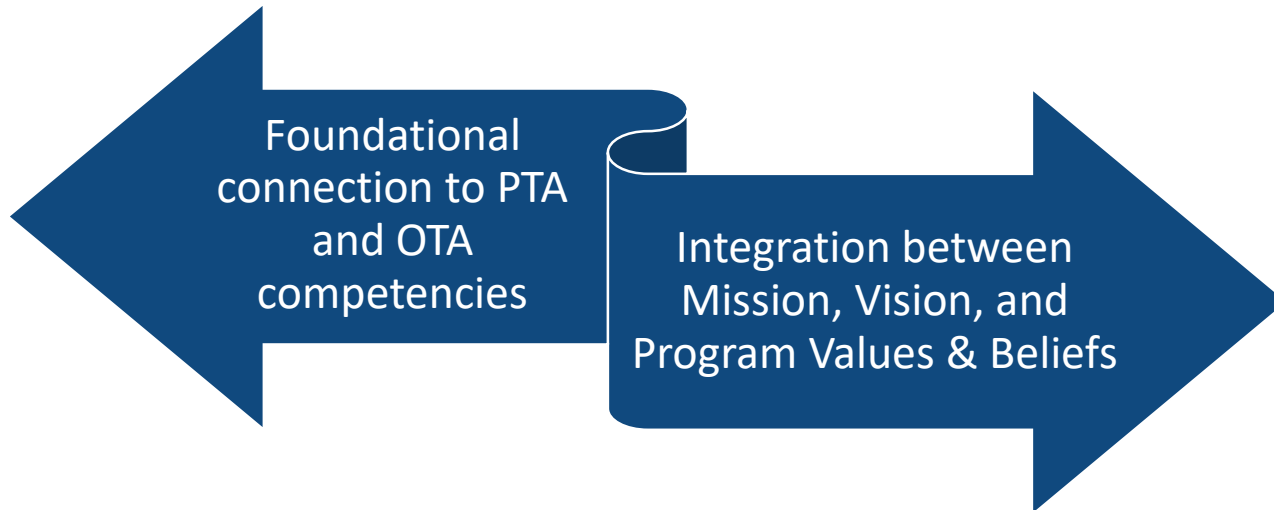 Foundational
connection to PTA
and OTA
competencies
Integration between
Mission, Vision, and
Program Values & Beliefs